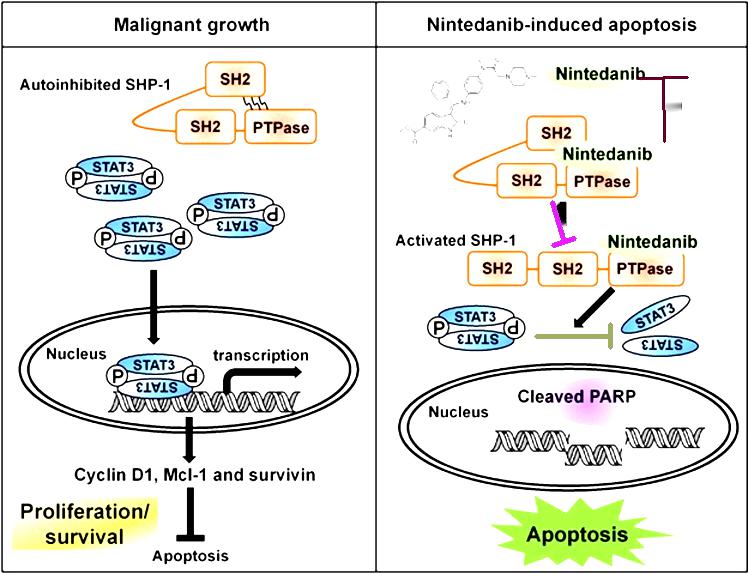 Malignant growth
Autoinhibited SHP-1
SH2
SH2
PTPase
STAT3
STAT3
P
P
STAT3
STAT3
P
P
STAT3
STAT3
P
P
Nucleus
STAT3
STAT3
P
P
transcription
Cyclin D1, Mcl-1 and survivin
Proliferation/
survival
Apoptosis
Nintedanib-induced apoptosis
Nintedanib
SH2
Nintedanib
SH2
PTPase
Activated SHP-1
Nintedanib
SH2
SH2
PTPase
STAT3
STAT3
P
P
STAT3
STAT3
Nucleus
Cleaved PARP
Apoptosis